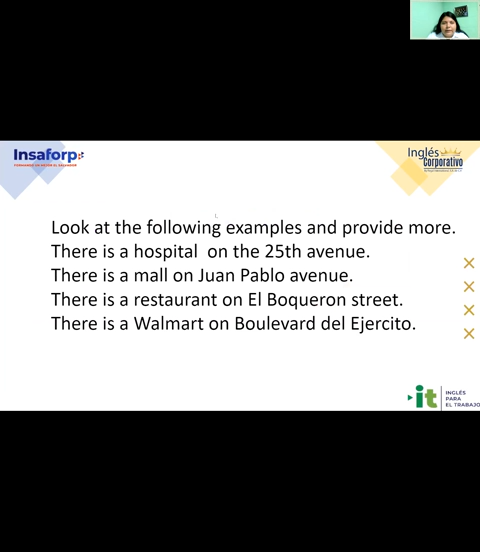 Insaforp
Inglés
Corporativo
Look at the following examples and provide more.
There is a hospital  on the 25th avenue.
There is a mall on Juan Pablo avenue.
There is a restaurant on El Boqueron street.
There is a Walmart on Boulevard del Ejercito.
it
INGLÉS
PARA
EL TRABAJO